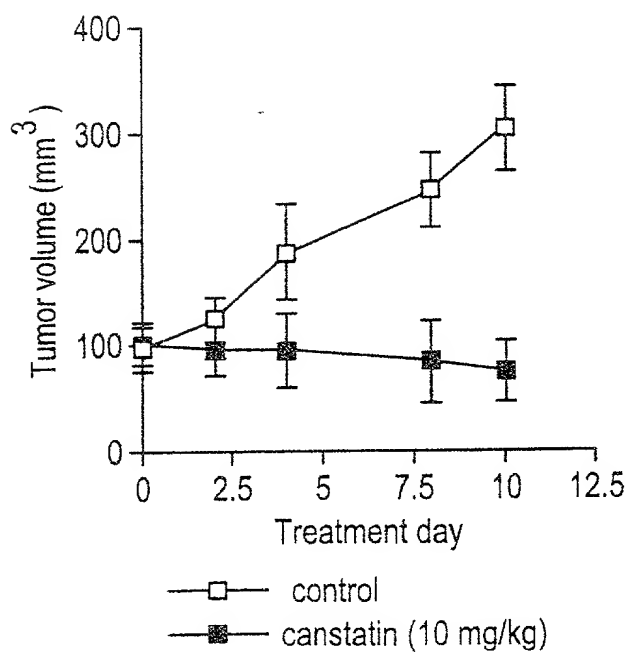 400
300
200
100
0
Tumor volume (mm³)
0 2.5 5 7.5 10 12.5
Treatment day
control
canstatin (10 mg/kg)